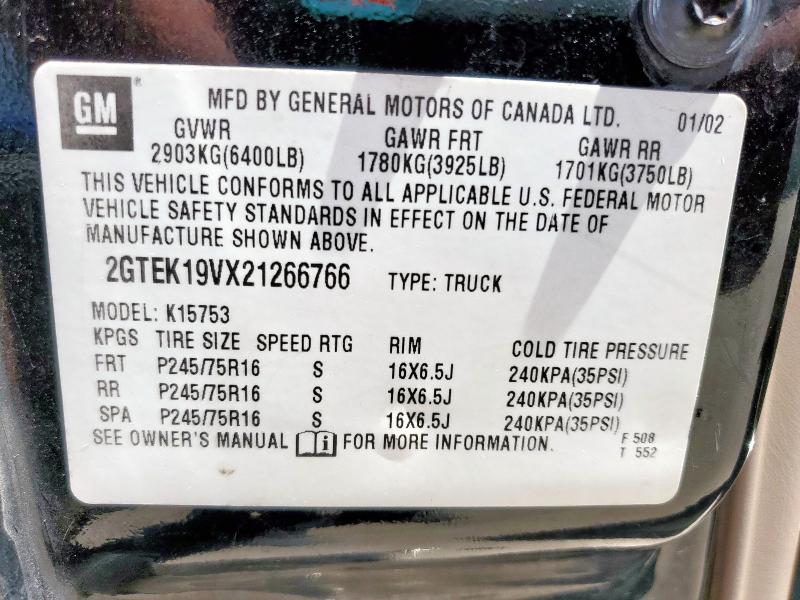 GM ®
MFD BY GENERAL MOTORS OF CANADA LTD. 01/02
GVWR GAWR FRT GAWR RR
2903KG(6400LB) 1780KG(3925LB) 1701KG(3750LB)
THIS VEHICLE CONFORMS TO ALL APPLICABLE U.S. FEDERAL MOTOR
VEHICLE SAFETY STANDARDS IN EFFECT ON THE DATE OF
MANUFACTURE SHOWN ABOVE.
2GTEK19VX21266766 TYPE: TRUCK
MODEL: K15753
KPGS TIRE SIZE SPEED RTG RIM COLD TIRE PRESSURE
FRT P245/75R16 S 16X6.5J 240KPA(35PSI)
RR P245/75R16 S 16X6.5J 240KPA(35PSI)
SPA P245/75R16 S 16X6.5J 240KPA(35PSI)
SEE OWNER'S MANUAL i FOR MORE INFORMATION. F 508
T 552